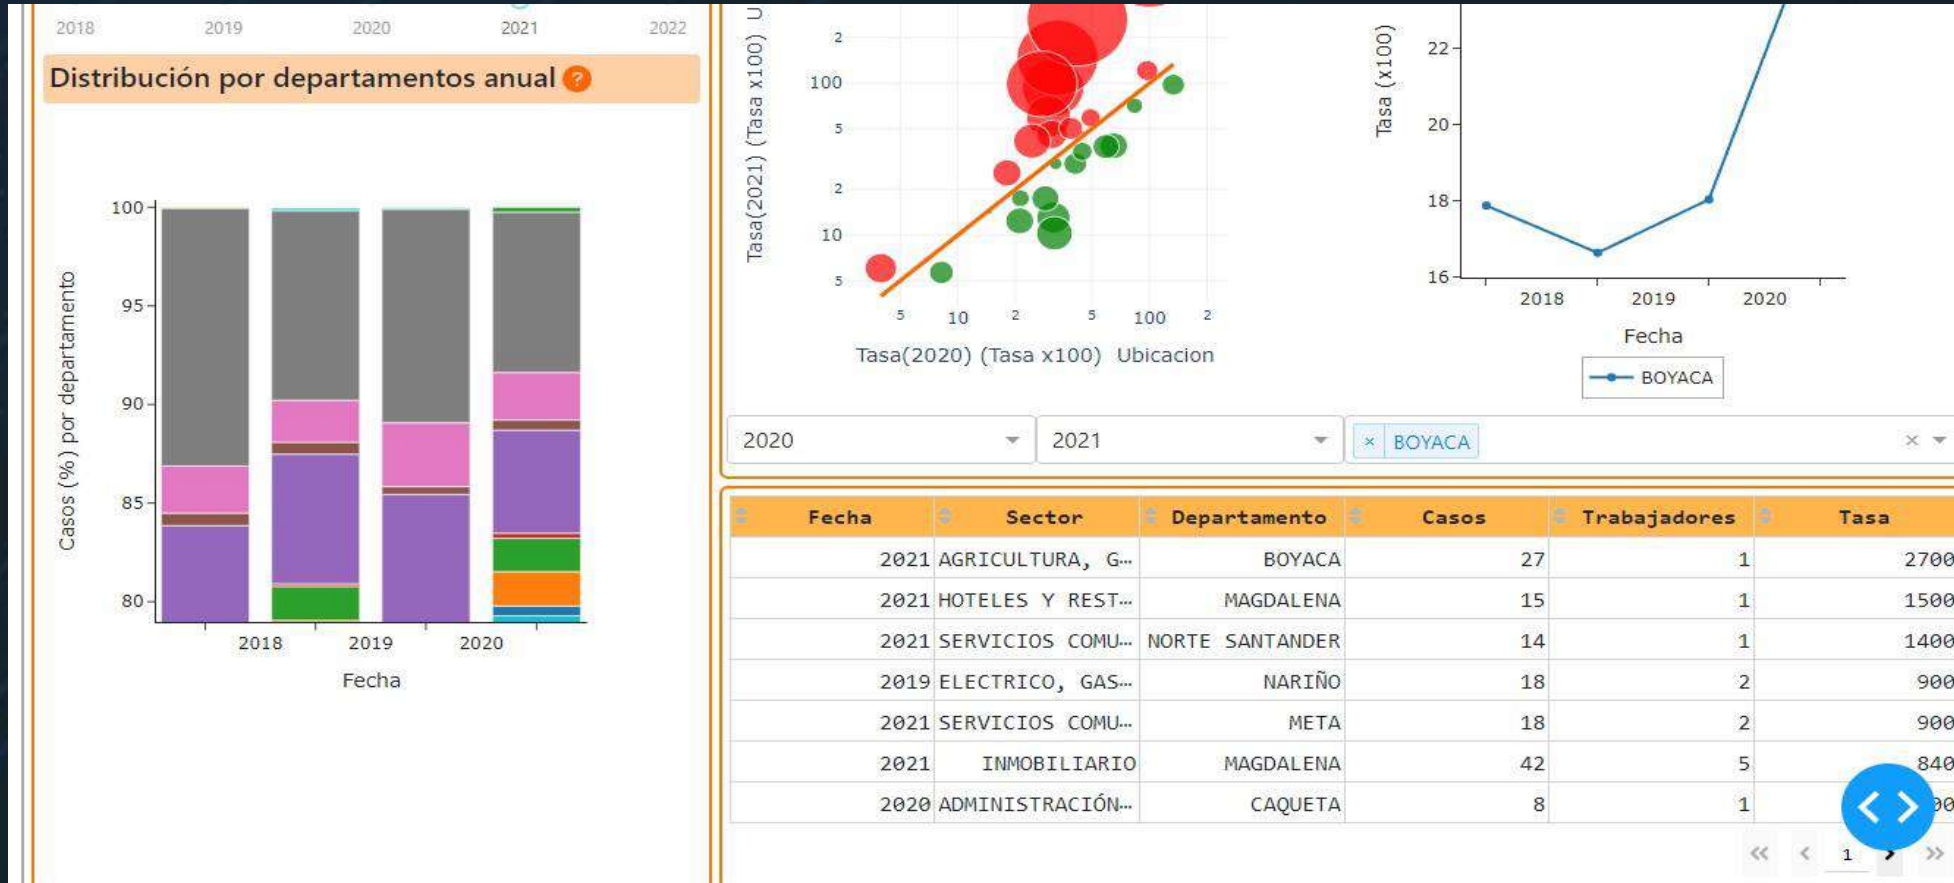 2018 2019 2020 2021 2022
Distribución por departamentos anual ?
100
95
90
85
80
Casos (%) por departamento
2018 2019 2020
Fecha
Tasa(2021) (Tasa x100) U
2
100
5
2
10
5
5 10 2 5 100 2
Tasa(2020) (Tasa x100) Ubicacion
Tasa (x100)
22
20
18
16
2018 2019 2020
Fecha
BOYACA
2020 2021 × BOYACA ×
Fecha Sector Departamento Casos Trabajadores Tasa
2021 AGRICULTURA, G… BOYACA 27 1 2700
2021 HOTELES Y REST… MAGDALENA 15 1 1500
2021 SERVICIOS COMU… NORTE SANTANDER 14 1 1400
2019 ELECTRICO, GAS… NARIÑO 18 2 900
2021 SERVICIOS COMU… META 18 2 900
2021 INMOBILIARIO MAGDALENA 42 5 840
2020 ADMINISTRACIÓN… CAQUETA 8 1
1